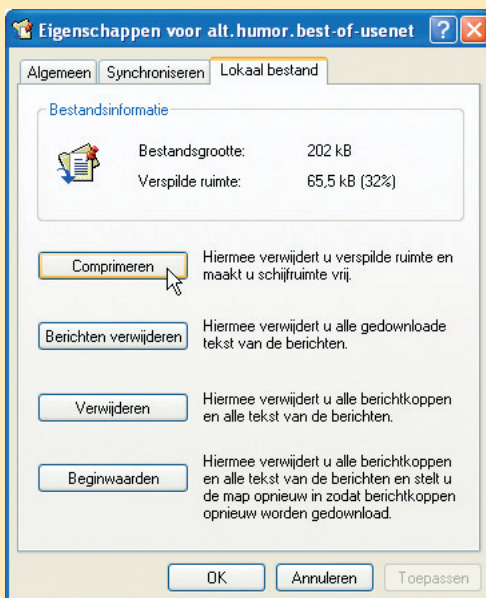 Eigenschappen voor alt.humor.best-of-usenet
Algemeen Synchroniseren Lokaal bestand
Bestandsinformatie
Bestandsgrootte: 202 kB
Verspilde ruimte: 65,5 kB (32%)
Comprimeren
Hiermee verwijdert u verspilde ruimte en
maakt u schijfruimte vrij.
Berichten verwijderen
Hiermee verwijdert u alle gedownloade
tekst van de berichten.
Verwijderen
Hiermee verwijdert u alle berichtkoppen
en alle tekst van de berichten.
Beginwaarden
Hiermee verwijdert u alle berichtkoppen
en alle tekst van de berichten en stelt u
de map opnieuw in zodat berichtkoppen
opnieuw worden gedownload.
OK Annuleren Toepassen